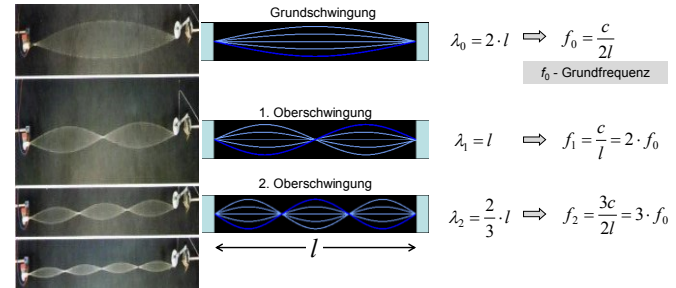 Grundschwingung
λ₀ = 2 · l ⇨ f₀ = c/2l
f₀ - Grundfrequenz
1. Oberschwingung
λ₁ = l ⇨ f₁ = c/l = 2 · f₀
2. Oberschwingung
λ₂ = 2/3 · l ⇨ f₂ = 3c/2l = 3 · f₀
l